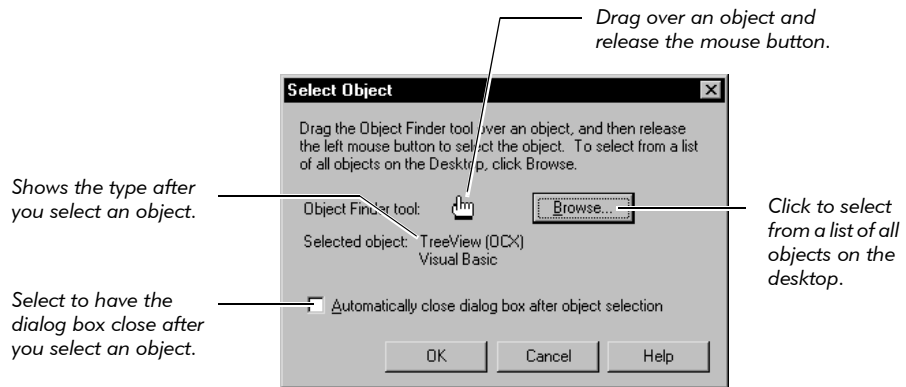 Drag over an object and
release the mouse button.
Select Object
Drag the Object Finder tool over an object, and then release
the left mouse button to select the object. To select from a list
of all objects on the Desktop, click Browse.
Shows the type after
you select an object.
Object Finder tool:
Browse...
Selected object: TreeView (OCX)
Visual Basic
Click to select
from a list of all
objects on the
desktop.
Select to have the
dialog box close after
you select an object.
Automatically close dialog box after object selection
OK Cancel Help